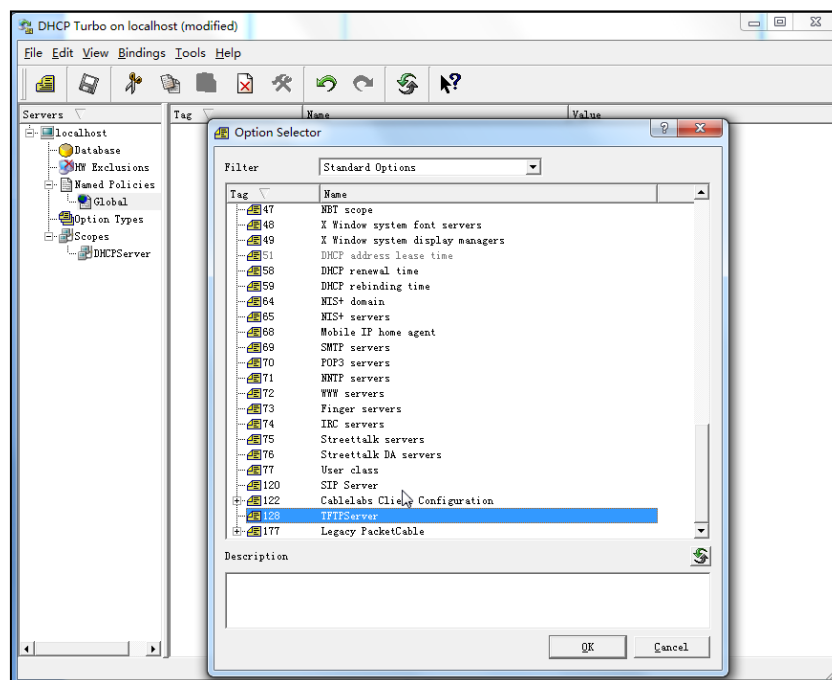 DHCP Turbo on localhost (modified)
File Edit View Bindings Tools Help
Servers Tag Name Value
localhost
Database
HW Exclusions
Named Policies
Global
Option Types
Scopes
DHCPServer
Option Selector
Filter Standard Options
Tag Name
47 NBT scope
48 X Window system font servers
49 X Window system display managers
51 DHCP address lease time
58 DHCP renewal time
59 DHCP rebinding time
64 NIS+ domain
65 NIS+ servers
68 Mobile IP home agent
69 SMTP servers
70 POP3 servers
71 NNTP servers
72 WWW servers
73 Finger servers
74 IRC servers
75 Streettalk servers
76 Streettalk DA servers
77 User class
120 SIP Server
122 Cablelabs Client Configuration
128 TFTPServer
177 Legacy PacketCable
Description
OK Cancel